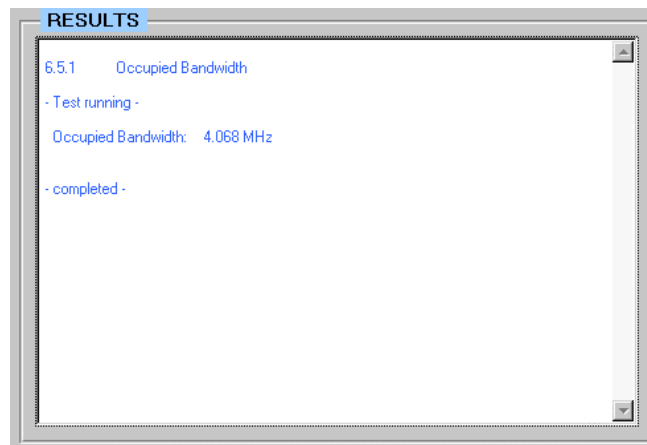 RESULTS
6.5.1 Occupied Bandwidth
- Test running -
Occupied Bandwidth: 4.068 MHz
- completed -